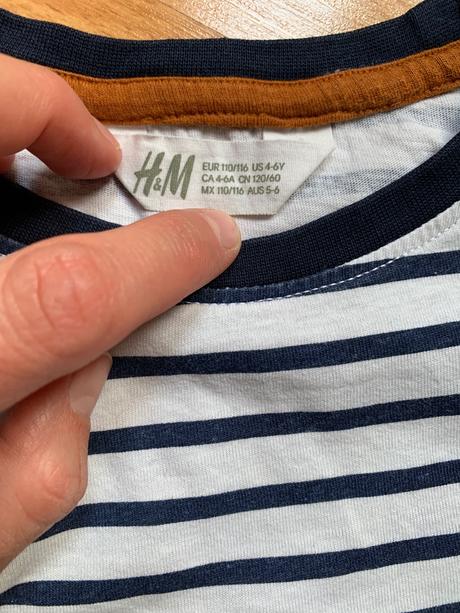 H&M
EUR 110/116 US 4-6Y
CA 4-6A CN 120/60
MX 110/116 AUS 5-6